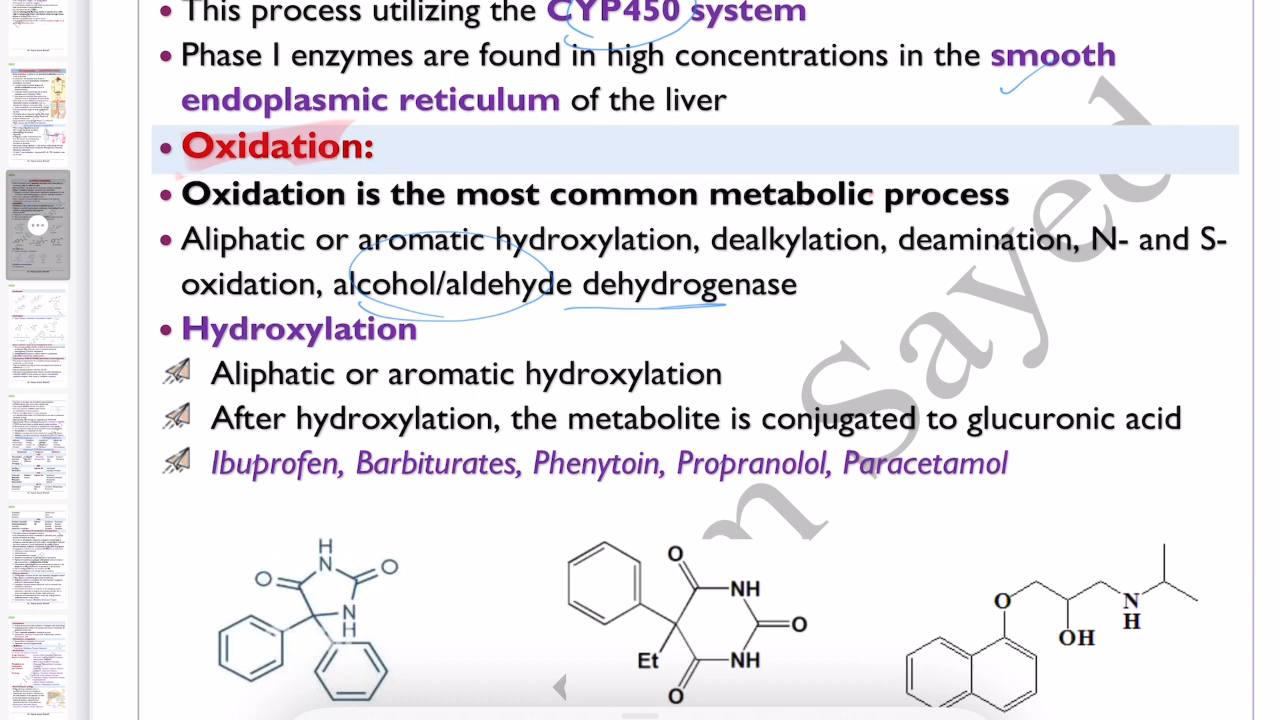 • This process utilizing the CYP450 system
• Phase I enzymes are found in high concentrations in the smooth
endoplasmic reticulum of the liver
• Oxidation:
• Oxidation is the most common metabolic process
• Aliphatic or aromatic hydroxylation, dealkylation, deamination, N- and S-
oxidation, alcohol/aldehyde dehydrogenase
• Hydroxylation
Aliphatic or aromatic hydroxylation
After hydroxylation, the metabolite is conjugated to glucuronic acid
Ibuprofen, Barbiturates, Phenytoin, Propranolol, Paracetamol
Sayed
H
N
O
O
N
H
O
NH
O
Et
NH
O
O
OH
N
H